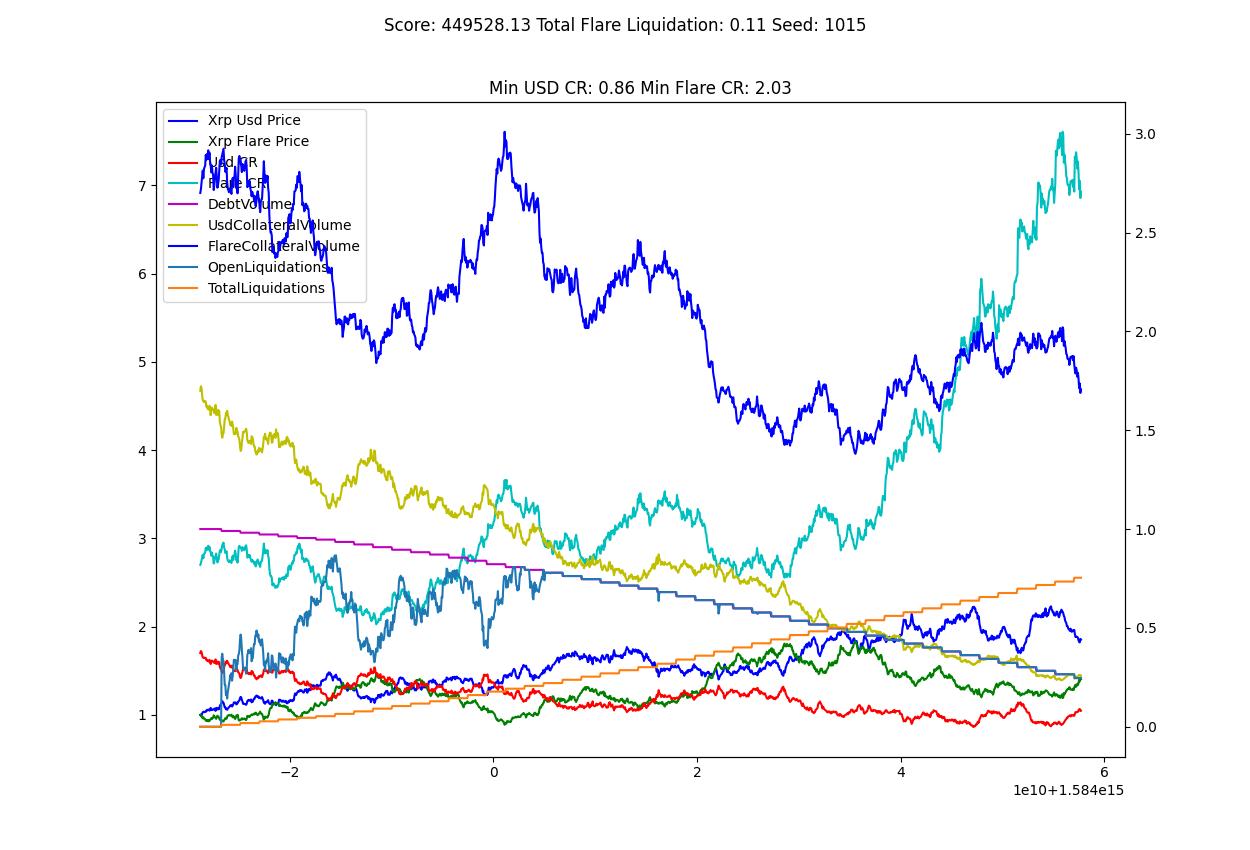 Score: 449528.13 Total Flare Liquidation: 0.11 Seed: 1015
Min USD CR: 0.86 Min Flare CR: 2.03
Xrp Usd Price
Xrp Flare Price
Usd CR
Flare CR
DebtVolume
UsdCollateralVolume
FlareCollateralVolume
OpenLiquidations
TotalLiquidations
7
6
5
4
3
2
1
3.0
2.5
2.0
1.5
1.0
0.5
0.0
−2
0
2
4
6
1e10+1.584e15